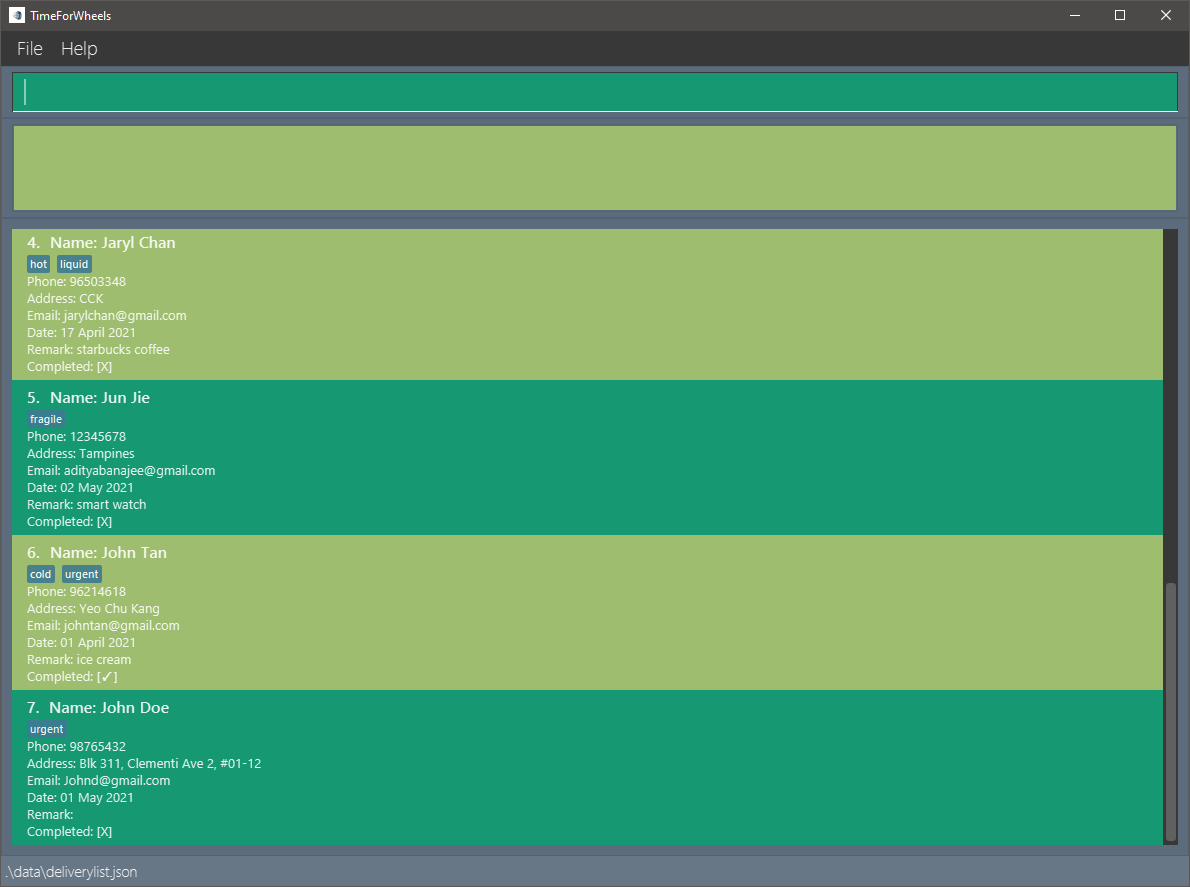 TimeForWheels
File Help
4. Name: Jaryl Chan
hot liquid
Phone: 96503348
Address: CCK
Email: jarylchan@gmail.com
Date: 17 April 2021
Remark: starbucks coffee
Completed: [X]
5. Name: Jun Jie
fragile
Phone: 12345678
Address: Tampines
Email: adityabanajee@gmail.com
Date: 02 May 2021
Remark: smart watch
Completed: [X]
6. Name: John Tan
cold urgent
Phone: 96214618
Address: Yeo Chu Kang
Email: johntan@gmail.com
Date: 01 April 2021
Remark: ice cream
Completed: [✓]
7. Name: John Doe
urgent
Phone: 98765432
Address: Blk 311, Clementi Ave 2, #01-12
Email: Johnd@gmail.com
Date: 01 May 2021
Remark:
Completed: [X]
.\data\deliverylist.json